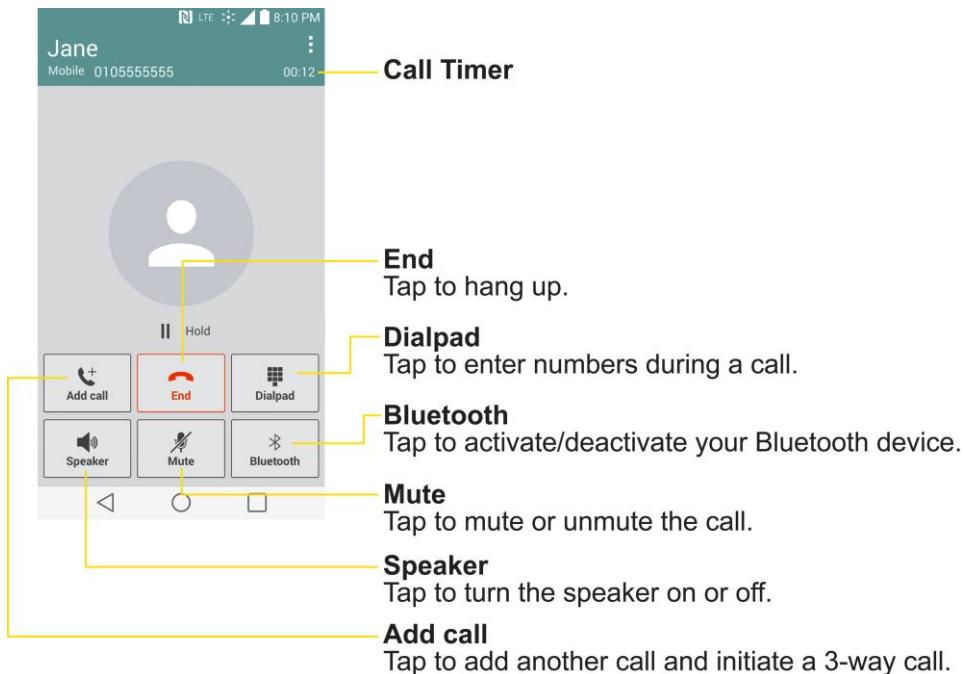 LTE 8:10 PM
Jane
Mobile 0105555555 00:12
Call Timer
End
Tap to hang up.
Hold
Dialpad
Tap to enter numbers during a call.
Add call End Dialpad
Bluetooth
Tap to activate/deactivate your Bluetooth device.
Speaker Mute Bluetooth
Mute
Tap to mute or unmute the call.
Speaker
Tap to turn the speaker on or off.
Add call
Tap to add another call and initiate a 3-way call.